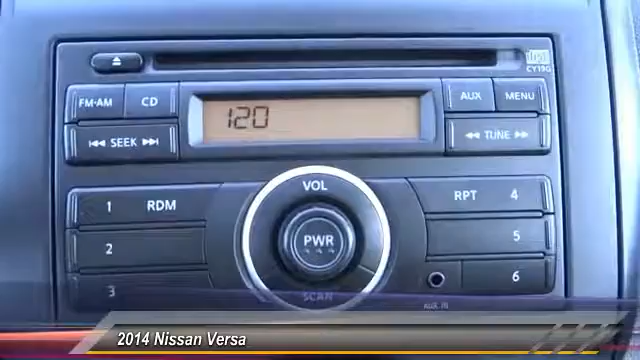 CY19G
FM·AM CD
AUX MENU
120
SEEK
TUNE
VOL
1 RDM
RPT 4
2
PWR
5
3
6
SCAN
AUX IN
2014 Nissan Versa